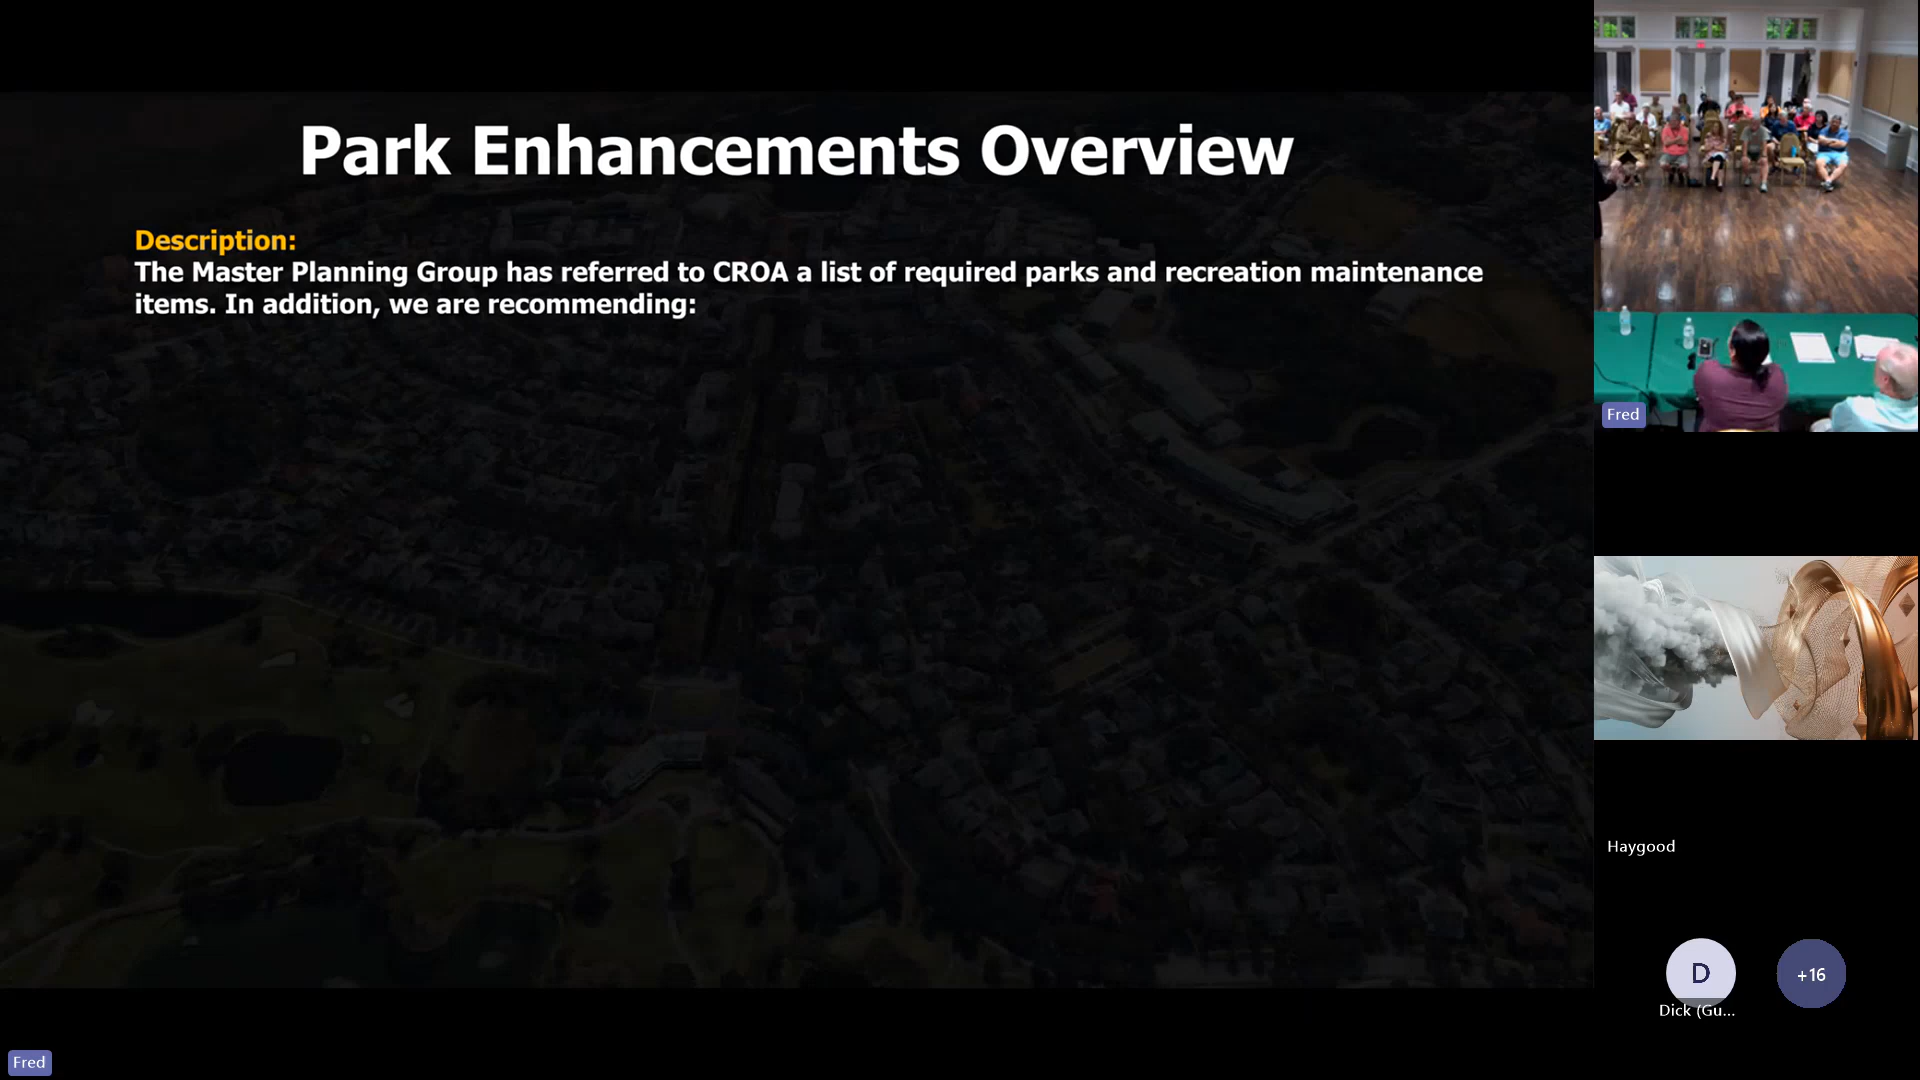 Park Enhancements Overview
Description:
The Master Planning Group has referred to CROA a list of required parks and recreation maintenance
items. In addition, we are recommending:
Fred
Haygood
D
+16
Dick (Gu...
Fred